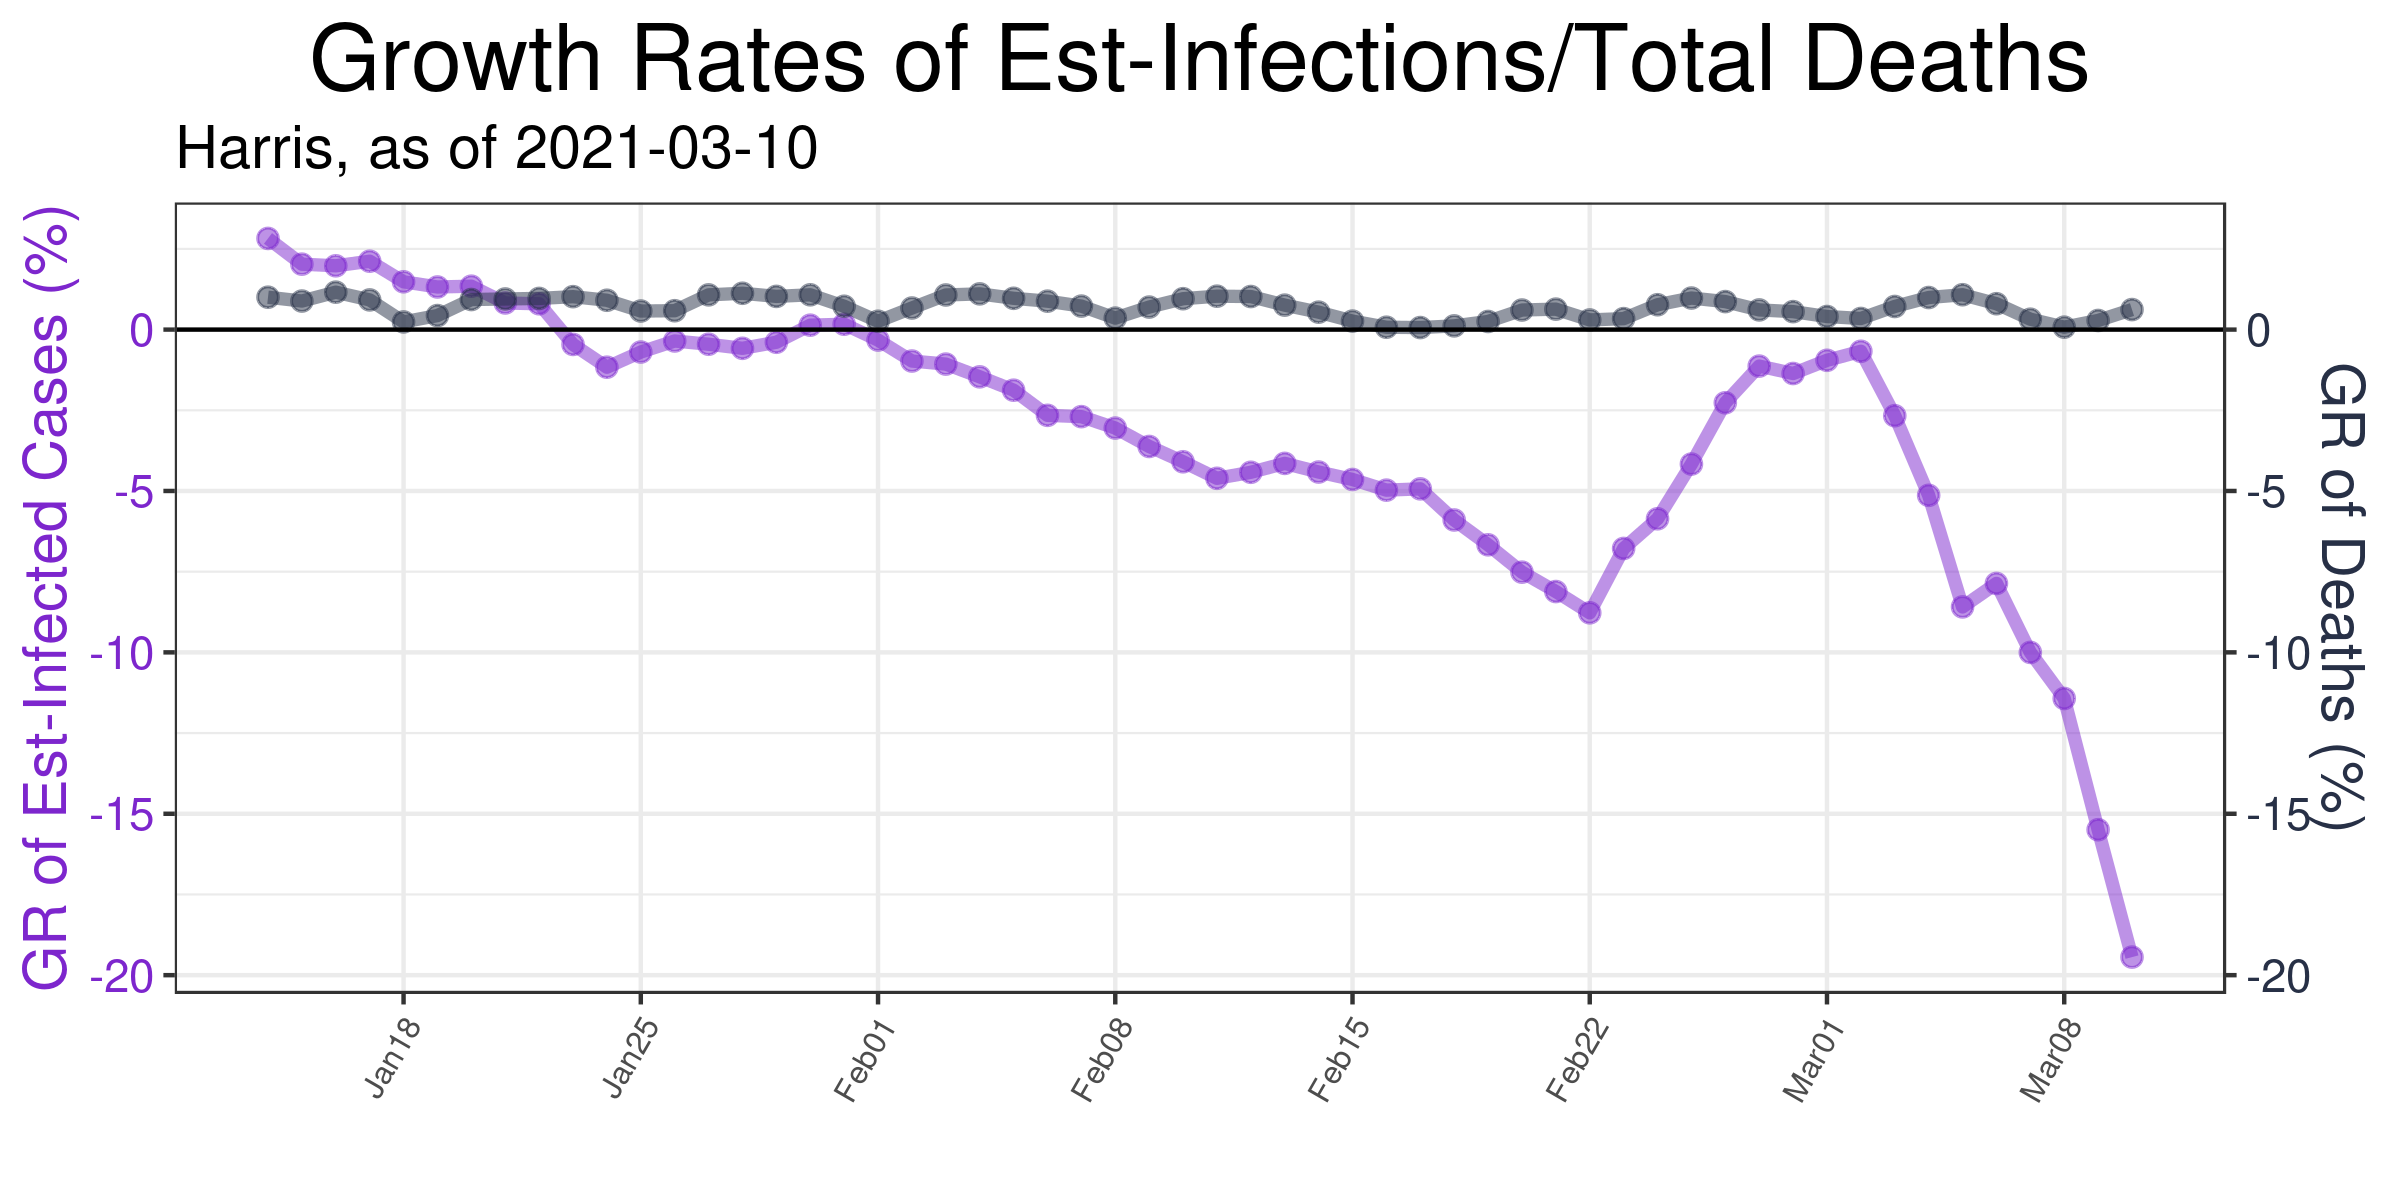 Growth Rates of Est-Infections/Total Deaths
Harris, as of 2021-03-10
GR of Est-Infected Cases (%)
0
-5
-10
-15
-20
0
-5
-10
-15
-20
GR of Deaths (%)
Jan18
Jan25
Feb01
Feb08
Feb15
Feb22
Mar01
Mar08